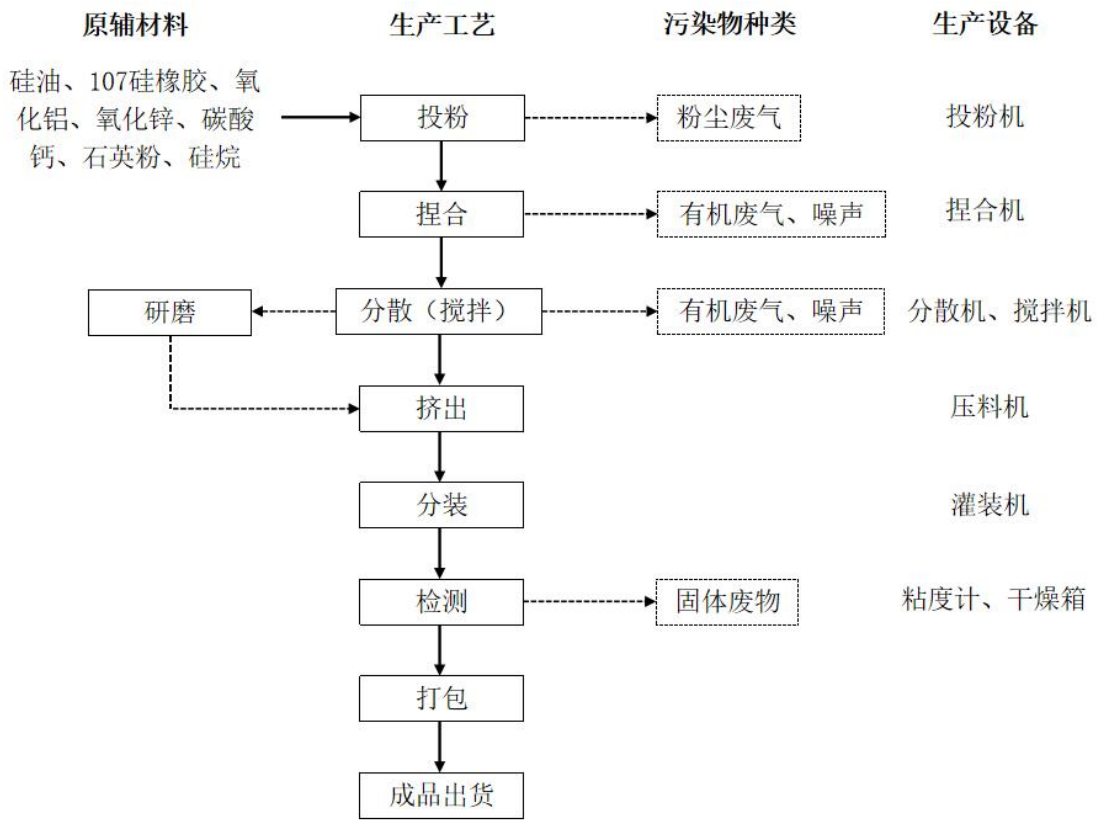 原辅材料
生产工艺
污染物种类
生产设备
硅油、107硅橡胶、氧
化铝、氧化锌、碳酸
钙、石英粉、硅烷
投粉
粉尘废气
投粉机
捏合
有机废气、噪声
捏合机
研磨
分散（搅拌）
有机废气、噪声
分散机、搅拌机
挤出
压料机
分装
灌装机
检测
固体废物
粘度计、干燥箱
打包
成品出货